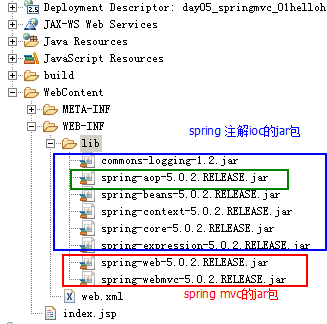 Deployment Descriptor: day05_springmvc_01helloh
JAX-WS Web Services
Java Resources
JavaScript Resources
build
WebContent
META-INF
WEB-INF
spring 注解ioc的jar包
lib
commons-logging-1.2.jar
spring-aop-5.0.2.RELEASE.jar
spring-beans-5.0.2.RELEASE.jar
spring-context-5.0.2.RELEASE.jar
spring-core-5.0.2.RELEASE.jar
spring-expression-5.0.2.RELEASE.jar
spring-web-5.0.2.RELEASE.jar
spring-webmvc-5.0.2.RELEASE.jar
web.xml
spring mvc的jar包
index.jsp